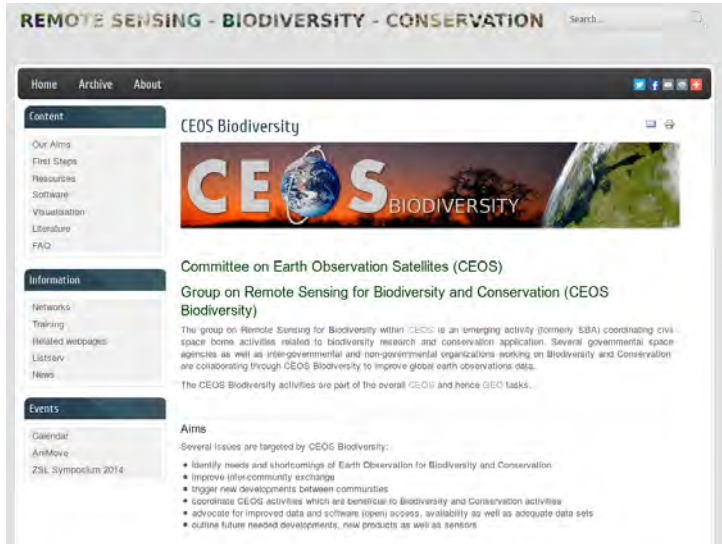 REMOTE SENSING - BIODIVERSITY - CONSERVATION
Search...
Home Archive About
Content
Our Aims
First Steps
Resources
Software
Visualisation
Literature
FAQ
Information
Networks
Training
Related webpages
Listserv
News
Events
Calendar
AniMove
ZSL Symposium 2014
CEOS Biodiversity
CEOS BIODIVERSITY
Committee on Earth Observation Satellites (CEOS)
Group on Remote Sensing for Biodiversity and Conservation (CEOS
Biodiversity)
The group on Remote Sensing for Biodiversity within CEOS is an emerging activity (formerly SBA) coordinating civil
space borne activities related to biodiversity research and conservation application. Several governmental space
agencies as well as inter-governmental and non-governmental organizations working on Biodiversity and Conservation
are collaborating through CEOS Biodiversity to improve global earth observations data.
The CEOS Biodiversity activities are part of the overall CEOS and hence GEO tasks.
Aims
Several issues are targeted by CEOS Biodiversity:
• Identify needs and shortcomings of Earth Observation for Biodiversity and Conservation
• improve inter-community exchange
• trigger new developments between communities
• coordinate CEOS activities which are beneficial to Biodiversity and Conservation activities
• advocate for improved data and software (open) access, availability as well as adequate data sets
• outline future needed developments, new products as well as sensors